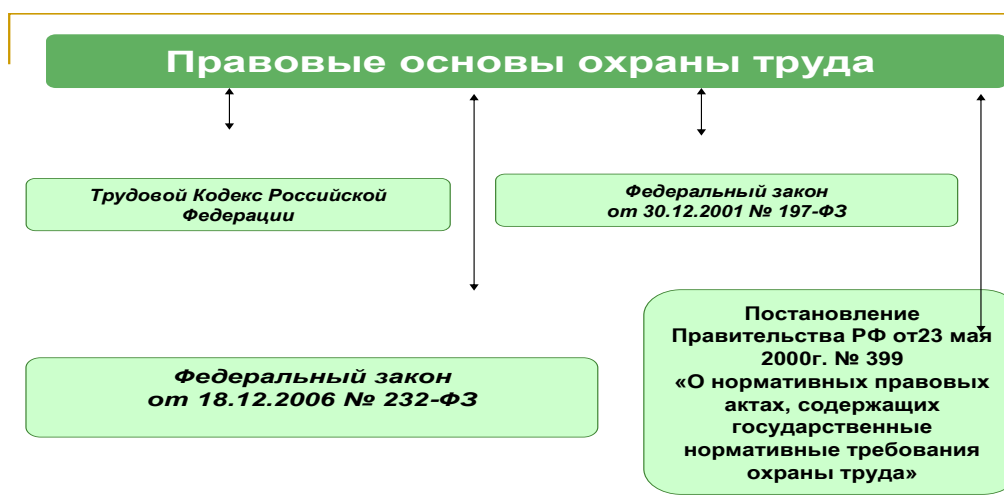 Правовые основы охраны труда
Трудовой Кодекс Российской
Федерации
Федеральный закон
от 30.12.2001 № 197-ФЗ
Федеральный закон
от 18.12.2006 № 232-ФЗ
Постановление
Правительства РФ от23 мая
2000г. № 399
«О нормативных правовых
актах, содержащих
государственные
нормативные требования
охраны труда»